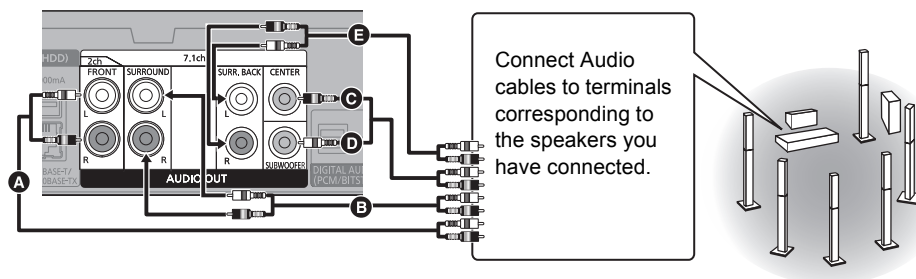 HDD)
2ch
7.1ch
FRONT
SURROUND
SURR. BACK
CENTER
L
L
L
R
R
R
SUBWOOFER
AUDIO OUT
DIGITAL AU
(PCM/BITST
00mA
BASE-T/
0BASE-TX
A
B
C
D
E
Connect Audio
cables to terminals
corresponding to
the speakers you
have connected.